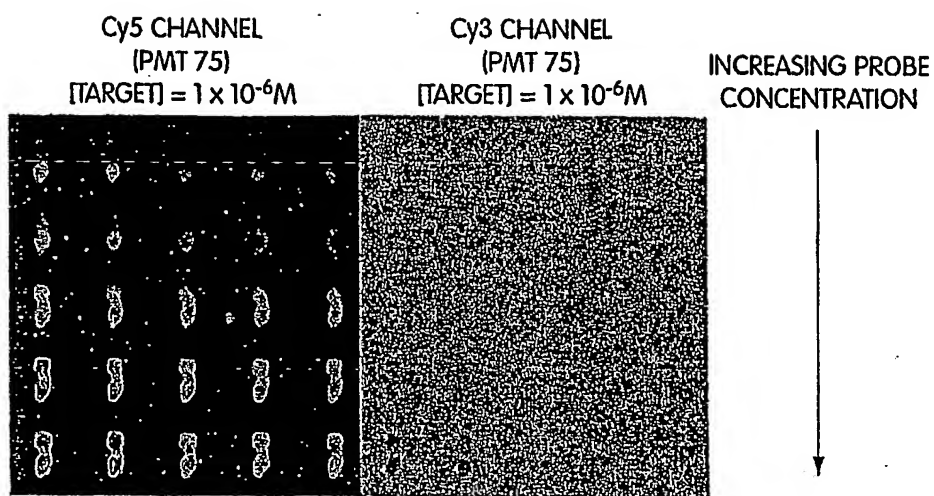 Cy5 CHANNEL
(PMT 75)
[TARGET] = 1 x 10⁻⁶M
Cy3 CHANNEL
(PMT 75)
[TARGET] = 1 x 10⁻⁶M
INCREASING PROBE
CONCENTRATION